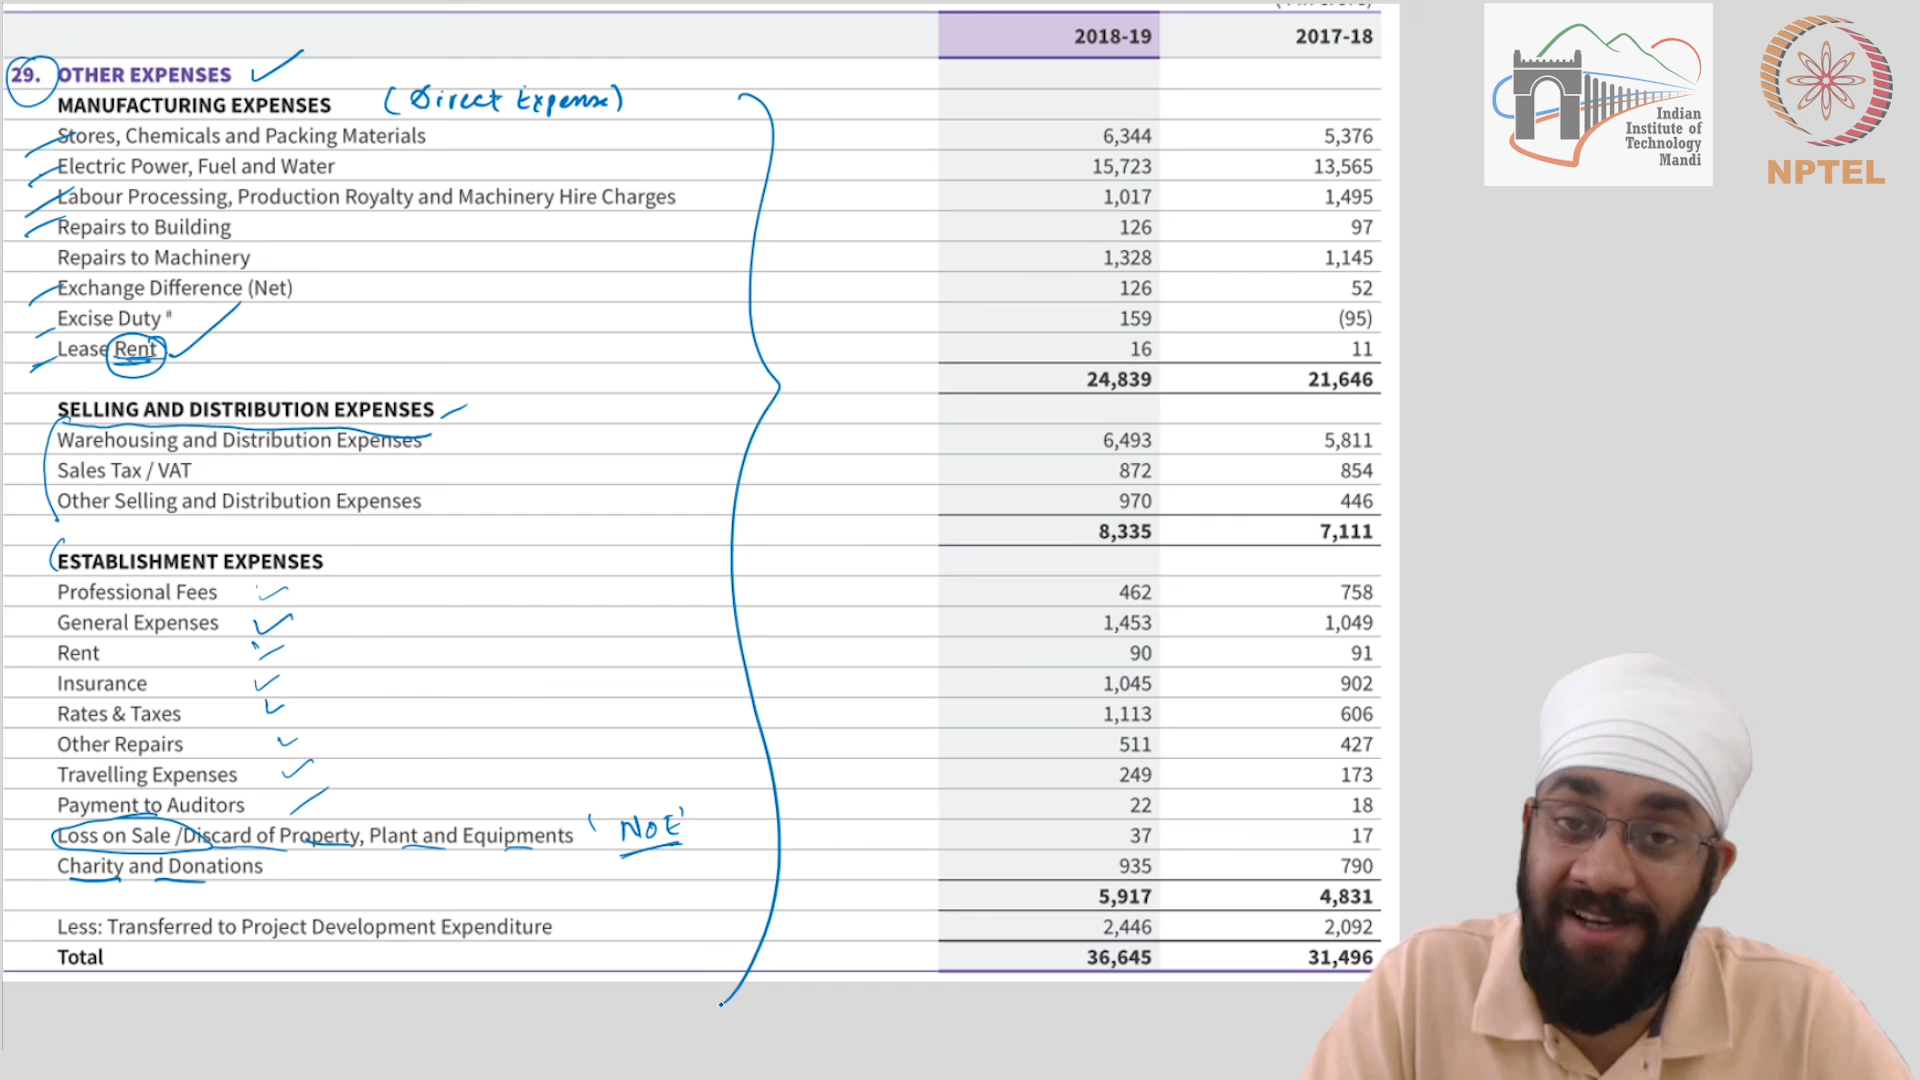 2018-19 2017-18
29. OTHER EXPENSES
MANUFACTURING EXPENSES (Direct Expense)
Stores, Chemicals and Packing Materials 6,344 5,376
Electric Power, Fuel and Water 15,723 13,565
Labour Processing, Production Royalty and Machinery Hire Charges 1,017 1,495
Repairs to Building 126 97
Repairs to Machinery 1,328 1,145
Exchange Difference (Net) 126 52
Excise Duty # 159 (95)
Lease Rent 16 11
24,839 21,646
SELLING AND DISTRIBUTION EXPENSES
Warehousing and Distribution Expenses 6,493 5,811
Sales Tax / VAT 872 854
Other Selling and Distribution Expenses 970 446
8,335 7,111
ESTABLISHMENT EXPENSES
Professional Fees 462 758
General Expenses 1,453 1,049
Rent 90 91
Insurance 1,045 902
Rates & Taxes 1,113 606
Other Repairs 511 427
Travelling Expenses 249 173
Payment to Auditors 22 18
Loss on Sale /Discard of Property, Plant and Equipments 'NOE' 37 17
Charity and Donations 935 790
5,917 4,831
Less: Transferred to Project Development Expenditure 2,446 2,092
Total 36,645 31,496
Indian
Institute of
Technology
Mandi
NPTEL